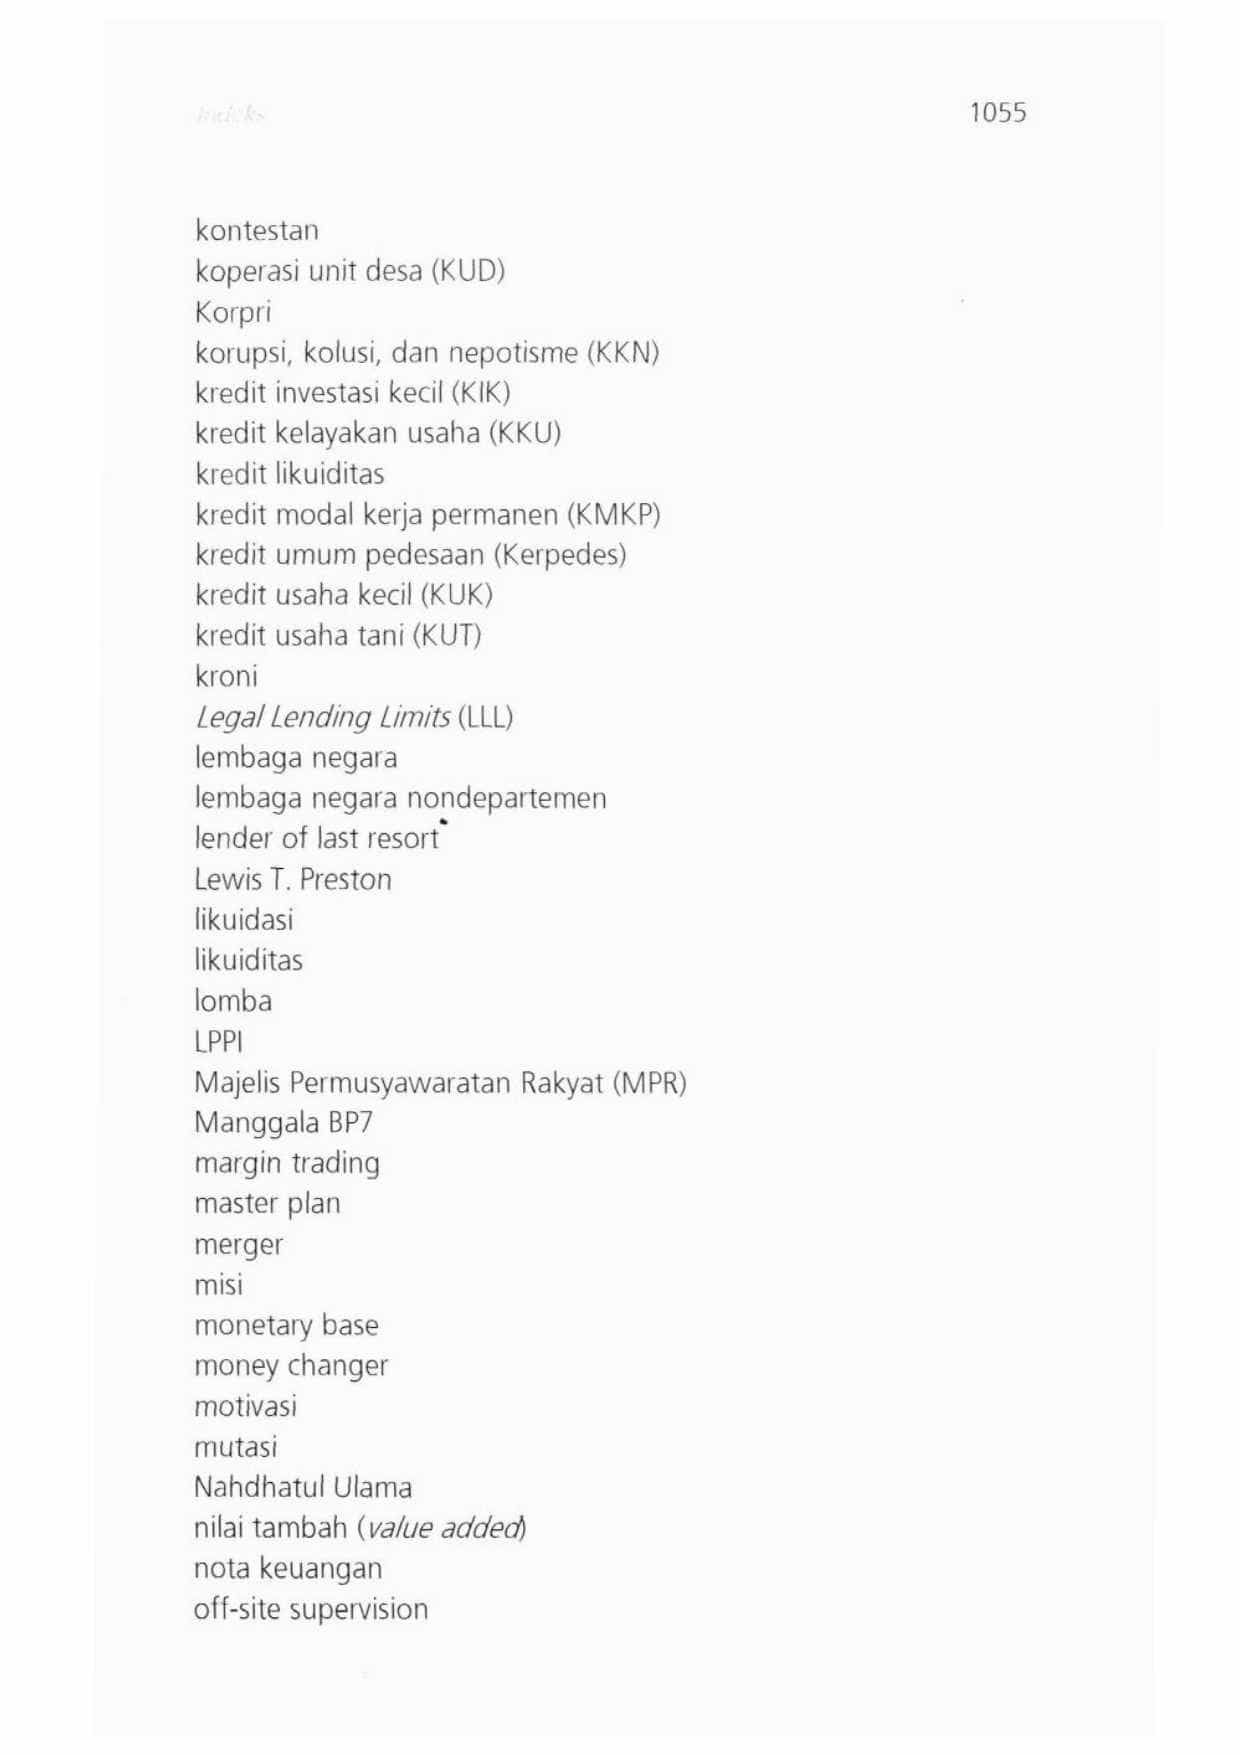 Indeks 1055
kontestan
koperasi unit desa (KUD)
Korpri
korupsi, kolusi, dan nepotisme (KKN)
kredit investasi kecil (KIK)
kredit kelayakan usaha (KKU)
kredit likuiditas
kredit modal kerja permanen (KMKP)
kredit umum pedesaan (Kerpedes)
kredit usaha kecil (KUK)
kredit usaha tani (KUT)
kroni
Legal Lending Limits (LLL)
lembaga negara
lembaga negara nondepartemen
lender of last resort
Lewis T. Preston
likuidasi
likuiditas
lomba
LPPI
Majelis Permusyawaratan Rakyat (MPR)
Manggala BP7
margin trading
master plan
merger
misi
monetary base
money changer
motivasi
mutasi
Nahdhatul Ulama
nilai tambah (value added)
nota keuangan
off-site supervision